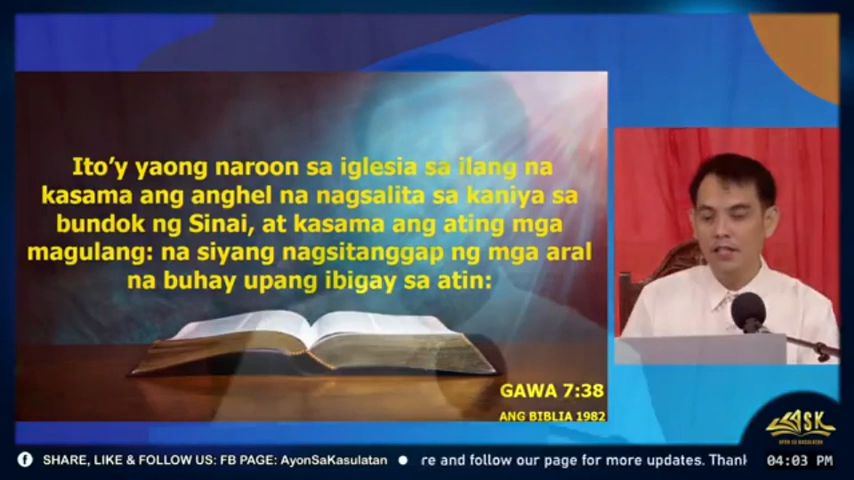 Ito'y yaong naroon sa iglesia sa ilang na
kasama ang anghel na nagsalita sa kaniya sa
bundok ng Sinai, at kasama ang ating mga
magulang: na siyang nagsitanggap ng mga aral
na buhay upang ibigay sa atin:
GAWA 7:38
ANG BIBLIA 1982
ASK
AYON SA KASULATAN
SHARE, LIKE & FOLLOW US: FB PAGE: AyonSaKasulatan ● re and follow our page for more updates. Thank
04:03 PM